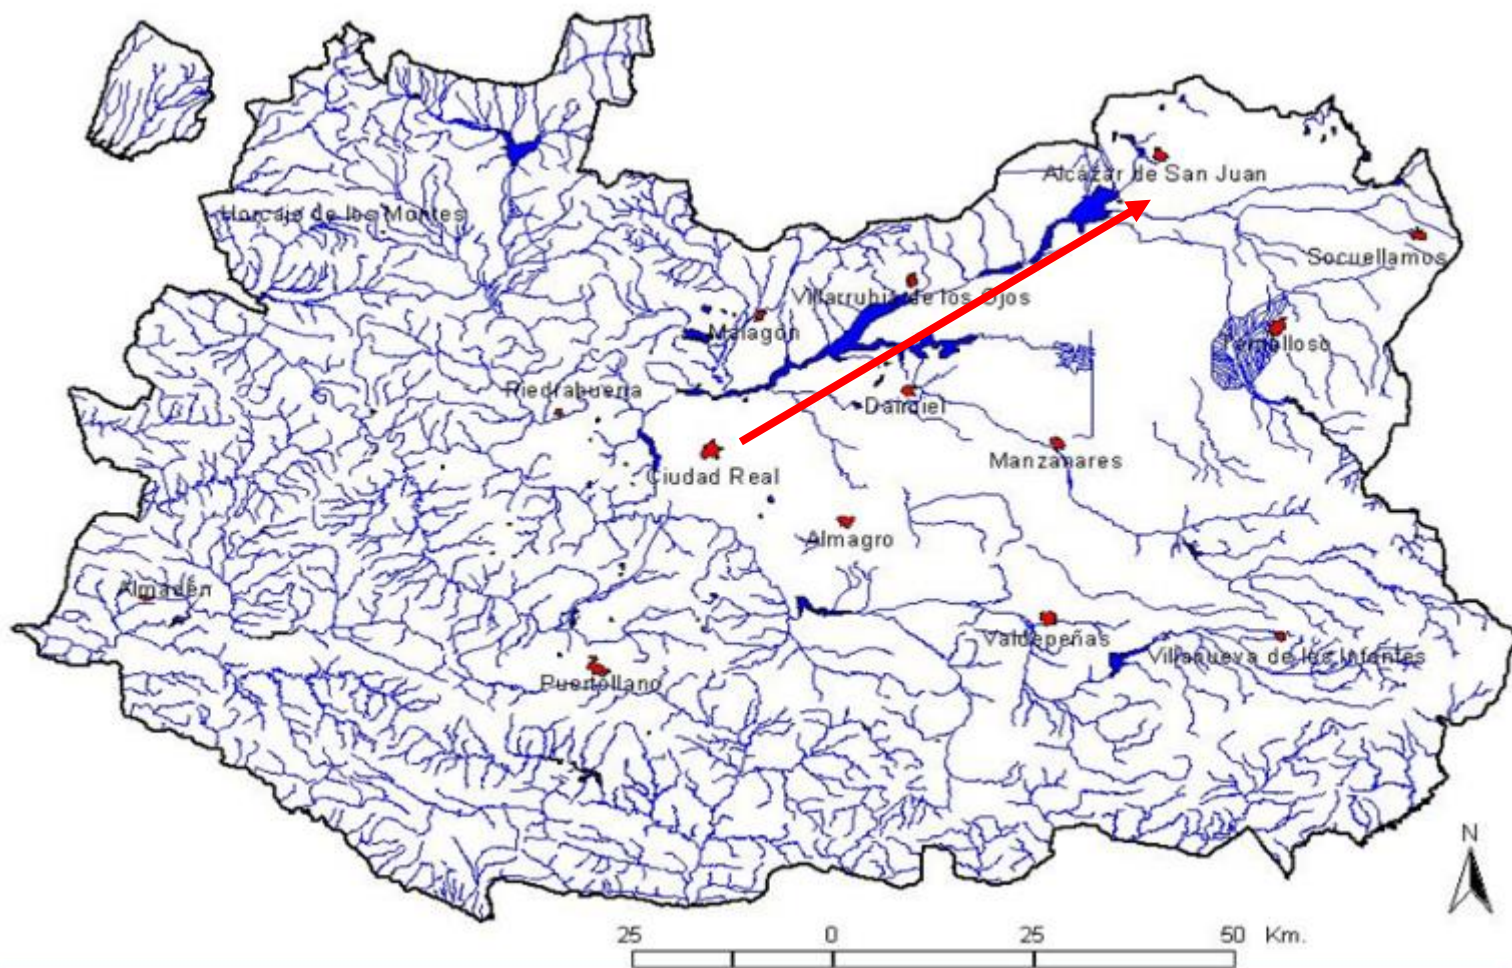 Alcázar de San Juan
Horcajo de los Montes
Socuellamos
Villarrubia de los Ojos
Malagón
Tomelloso
Piedrabuena
Daimiel
Manzanares
Ciudad Real
Almagro
Almadén
Valdepeñas
Villanueva de los Infantes
Puertollano
N
25 0 25 50 Km.